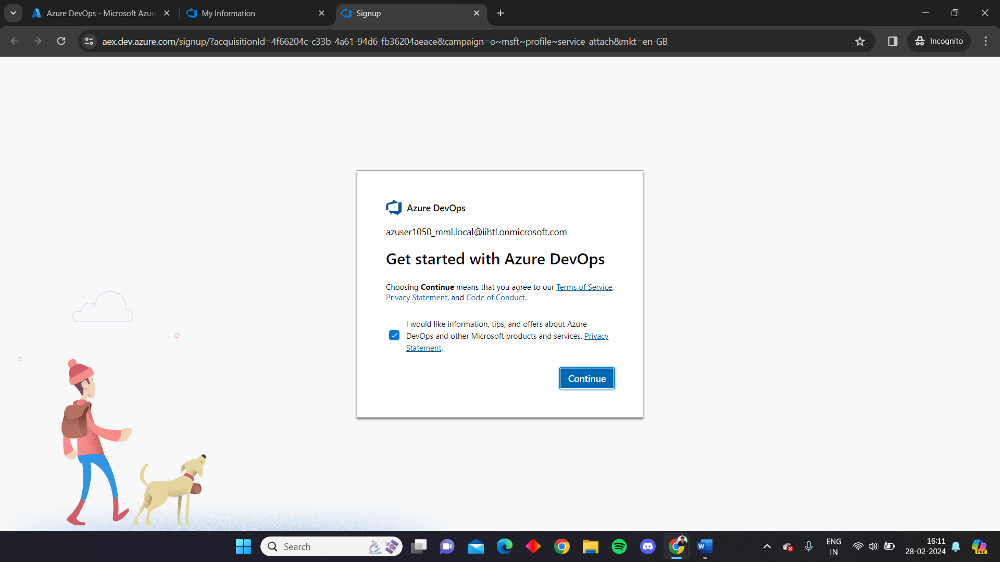 Azure DevOps - Microsoft Azur
My Information
Signup
aex.dev.azure.com/signup/?acquisitionId=4f66204c-c33b-4a61-94d6-fb36204aeace&campaign=o~msft~profile~service_attach&mkt=en-GB
Incognito
Azure DevOps
azuser1050_mml.local@iihtl.onmicrosoft.com
Get started with Azure DevOps
Choosing Continue means that you agree to our Terms of Service,
Privacy Statement, and Code of Conduct.
I would like information, tips, and offers about Azure
DevOps and other Microsoft products and services. Privacy
Statement.
Continue
Search
W
ENG
IN
16:11
28-02-2024
PRE